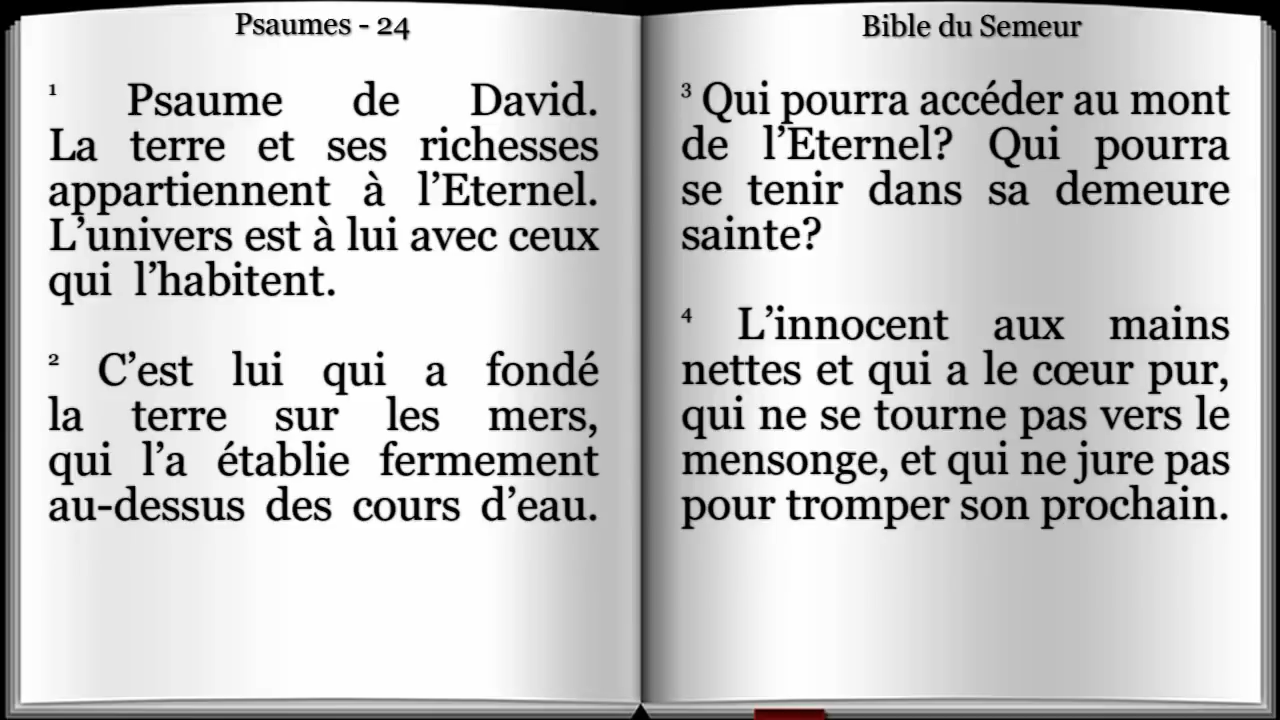 Psaumes - 24
¹ Psaume de David.
La terre et ses richesses
appartiennent à l’Eternel.
L’univers est à lui avec ceux
qui l’habitent.
² C’est lui qui a fondé
la terre sur les mers,
qui l’a établie fermement
au-dessus des cours d’eau.
Bible du Semeur
³ Qui pourra accéder au mont
de l’Eternel? Qui pourra
se tenir dans sa demeure
sainte?
⁴ L’innocent aux mains
nettes et qui a le cœur pur,
qui ne se tourne pas vers le
mensonge, et qui ne jure pas
pour tromper son prochain.